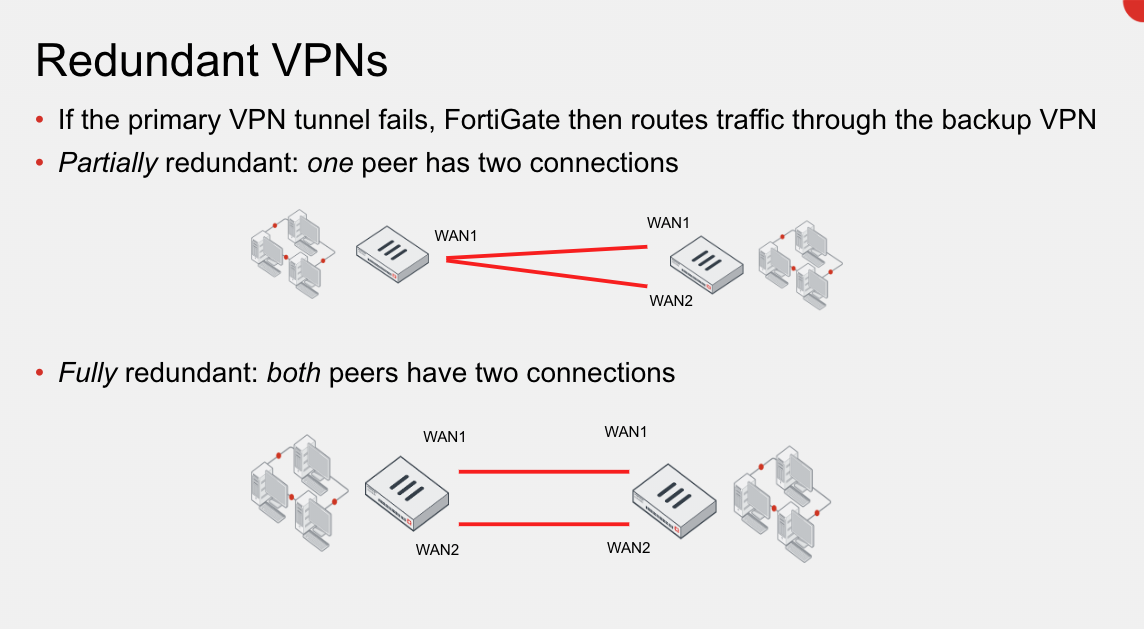 Redundant VPNs
• If the primary VPN tunnel fails, FortiGate then routes traffic through the backup VPN
• Partially redundant: one peer has two connections
WAN1
WAN1
WAN2
• Fully redundant: both peers have two connections
WAN1
WAN1
WAN2
WAN2